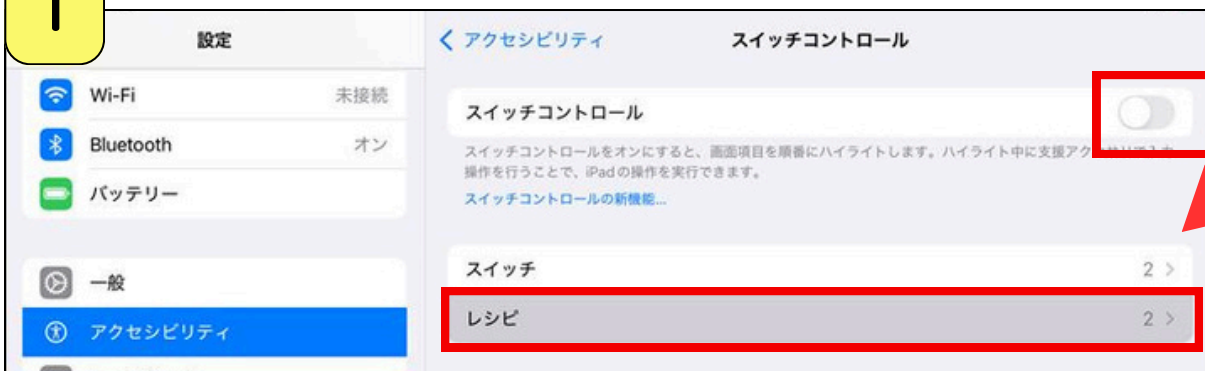 1
設定
アクセシビリティ
スイッチコントロール
Wi-Fi
未接続
Bluetooth
オン
バッテリー
一般
アクセシビリティ
スイッチコントロール
スイッチコントロールをオンにすると、画面項目を順番にハイライトします。ハイライト中に支援アク
操作を行うことで、iPadの操作を実行できます。
スイッチコントロールの新機能...
スイッチ
2
レシピ
2